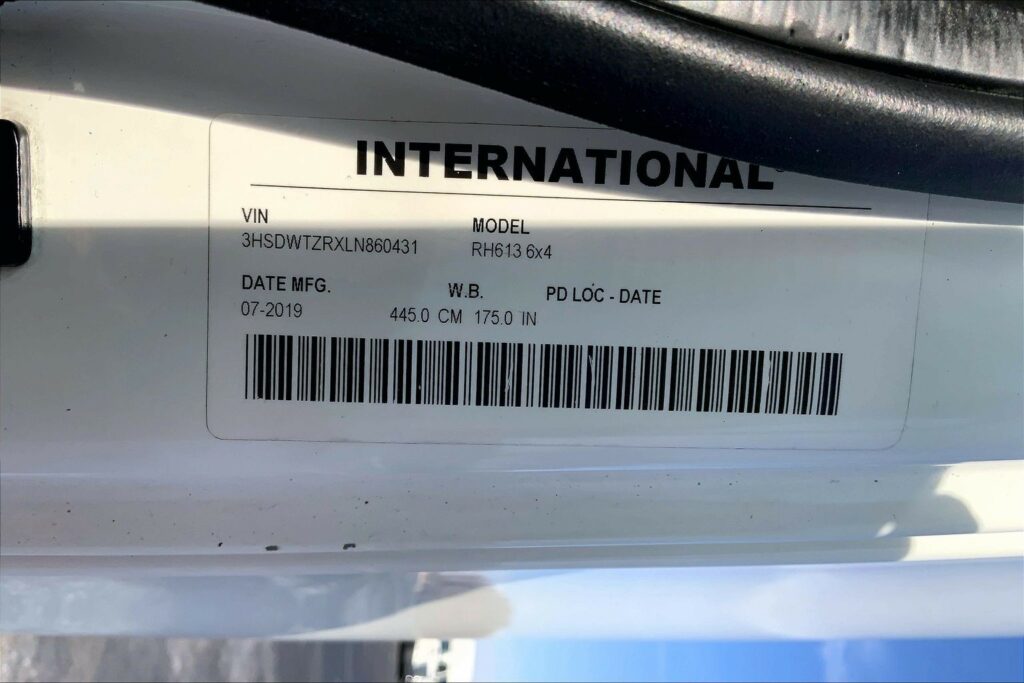 INTERNATIONAL
VIN
3HSDWTZRXLN860431
MODEL
RH613 6x4
DATE MFG.
07-2019
W.B.
445.0 CM 175.0 IN
PD LOC - DATE